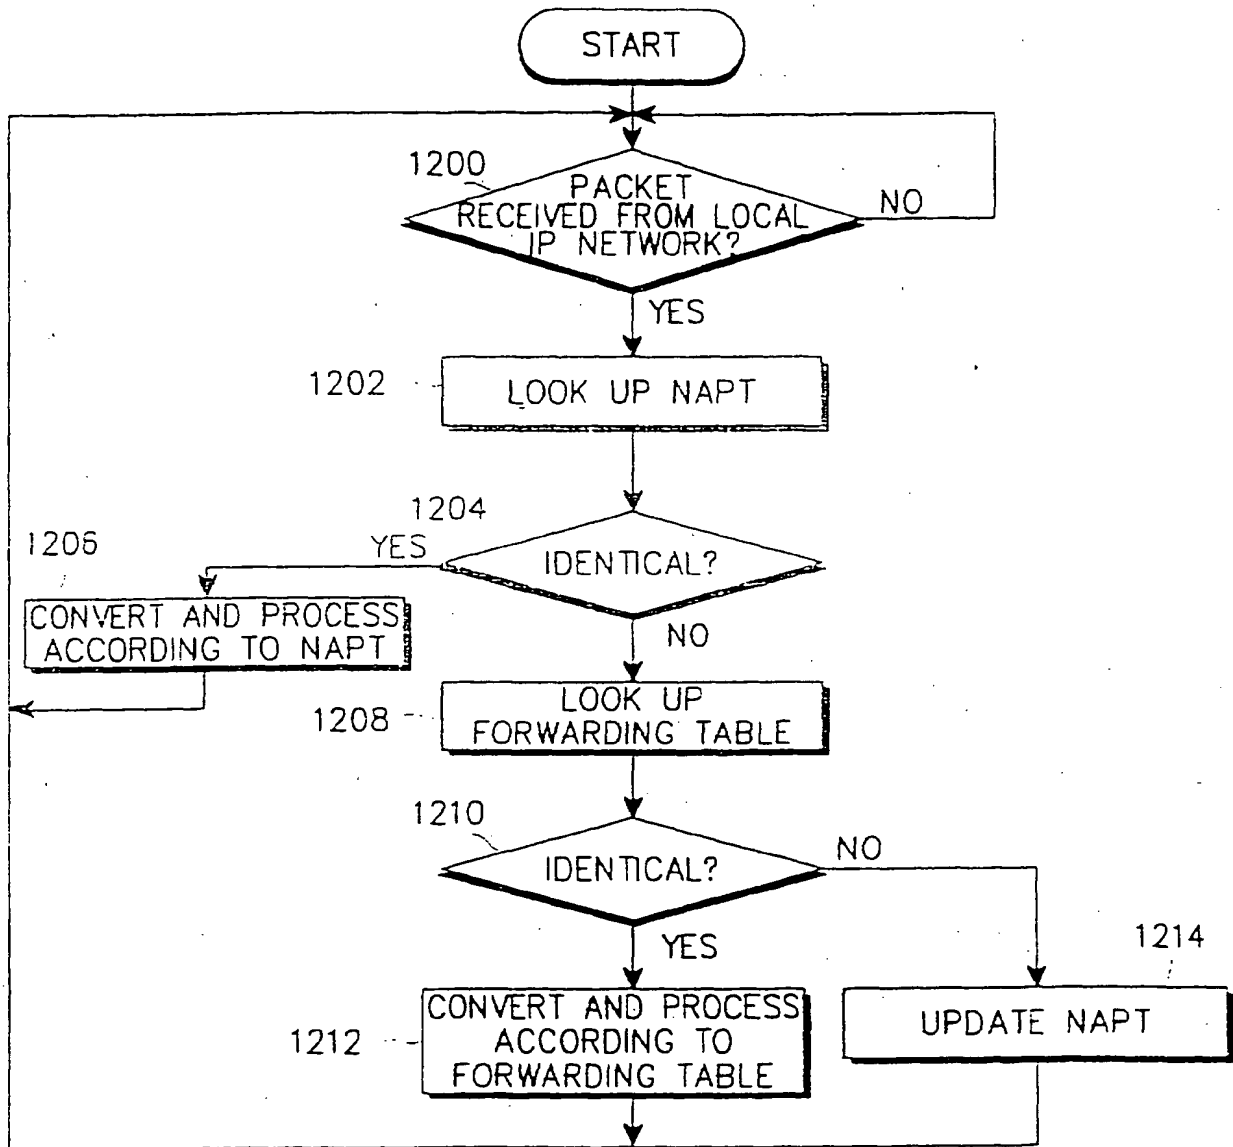 START
1200
PACKET
RECEIVED FROM LOCAL
IP NETWORK?
NO
YES
1202
LOOK UP NAPT
1204
1206
YES
IDENTICAL?
CONVERT AND PROCESS
ACCORDING TO NAPT
NO
1208
LOOK UP
FORWARDING TABLE
1210
IDENTICAL?
NO
YES
1214
1212
CONVERT AND PROCESS
ACCORDING TO
FORWARDING TABLE
UPDATE NAPT